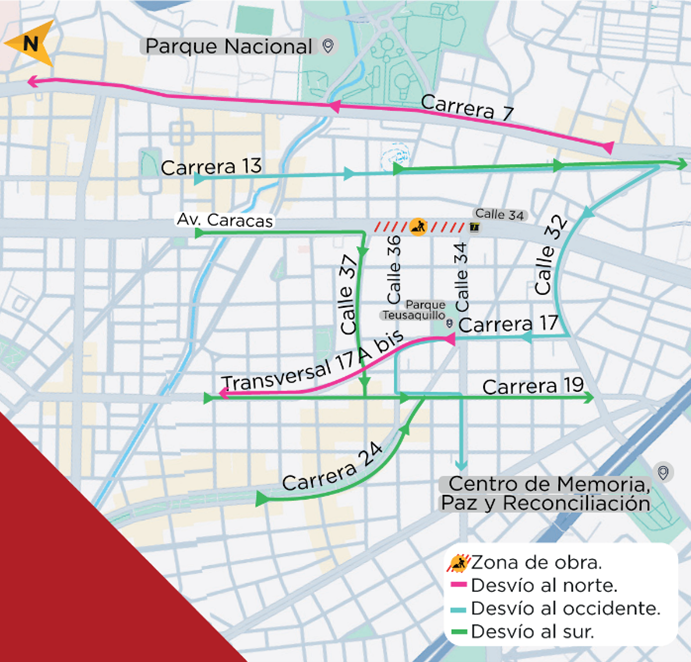 N
Parque Nacional
Carrera 7
Carrera 13
Av. Caracas
Calle 34
Calle 32
Calle 36
Calle 34
Calle 37
Parque
Teusaquillo
Carrera 17
Transversal 17A bis
Carrera 19
Carrera 24
Centro de Memoria,
Paz y Reconciliación
Zona de obra.
Desvío al norte.
Desvío al occidente.
Desvío al sur.